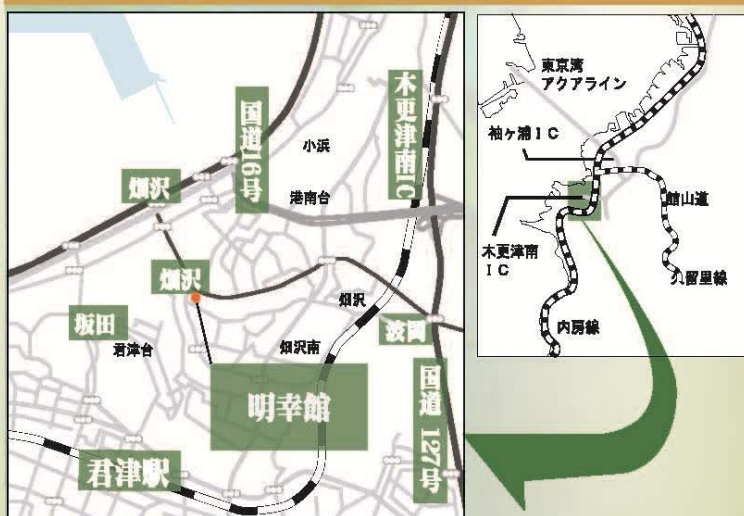 国道16号
木更津南IC
小浜
港南台
畑沢
畑沢
畑沢
畑沢南
波岡
坂田
君津台
明幸館
国道 127号
君津駅
東京湾
アクアライン
袖ヶ浦IC
館山道
木更津南
IC
久留里線
内房線